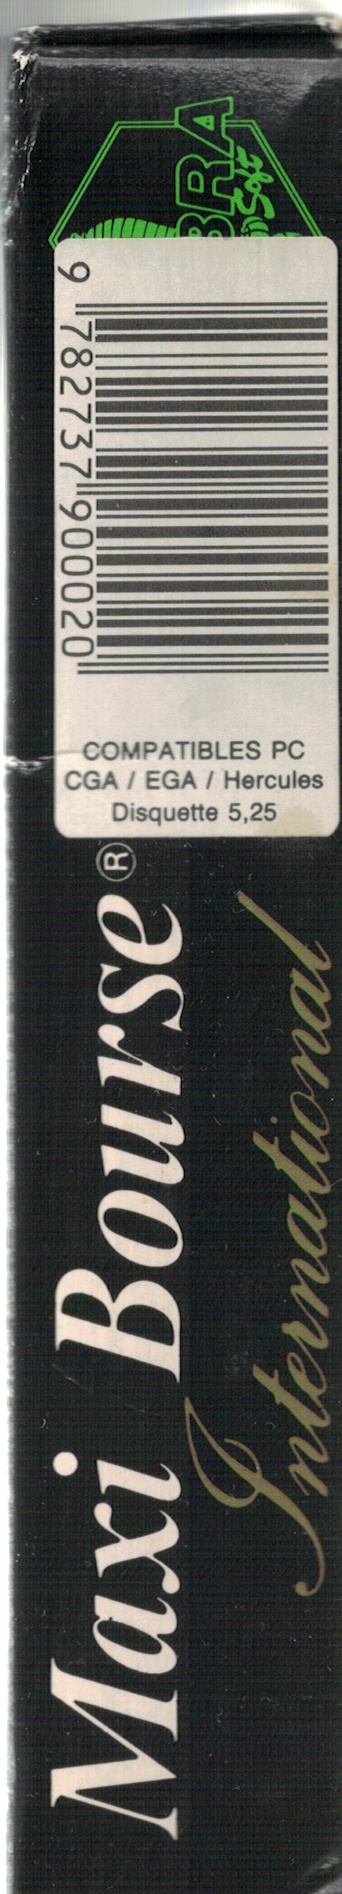 BRA
Soft
9 782737 900020
COMPATIBLES PC
CGA / EGA / Hercules
Disquette 5,25
Maxi Bourse®
International